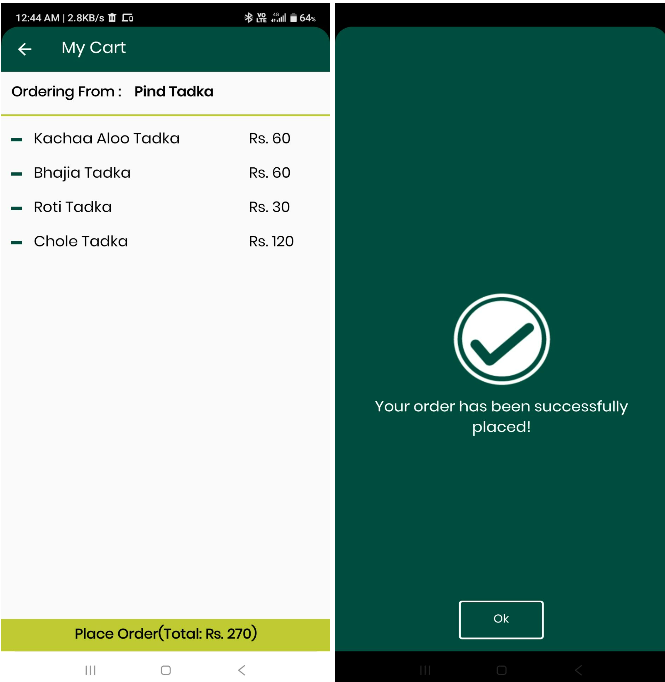 12:44 AM | 2.8KB/s
64%
My Cart
Ordering From : Pind Tadka
Kachaa Aloo Tadka Rs. 60
Bhajia Tadka Rs. 60
Roti Tadka Rs. 30
Chole Tadka Rs. 120
Place Order(Total: Rs. 270)
Your order has been successfully
placed!
Ok